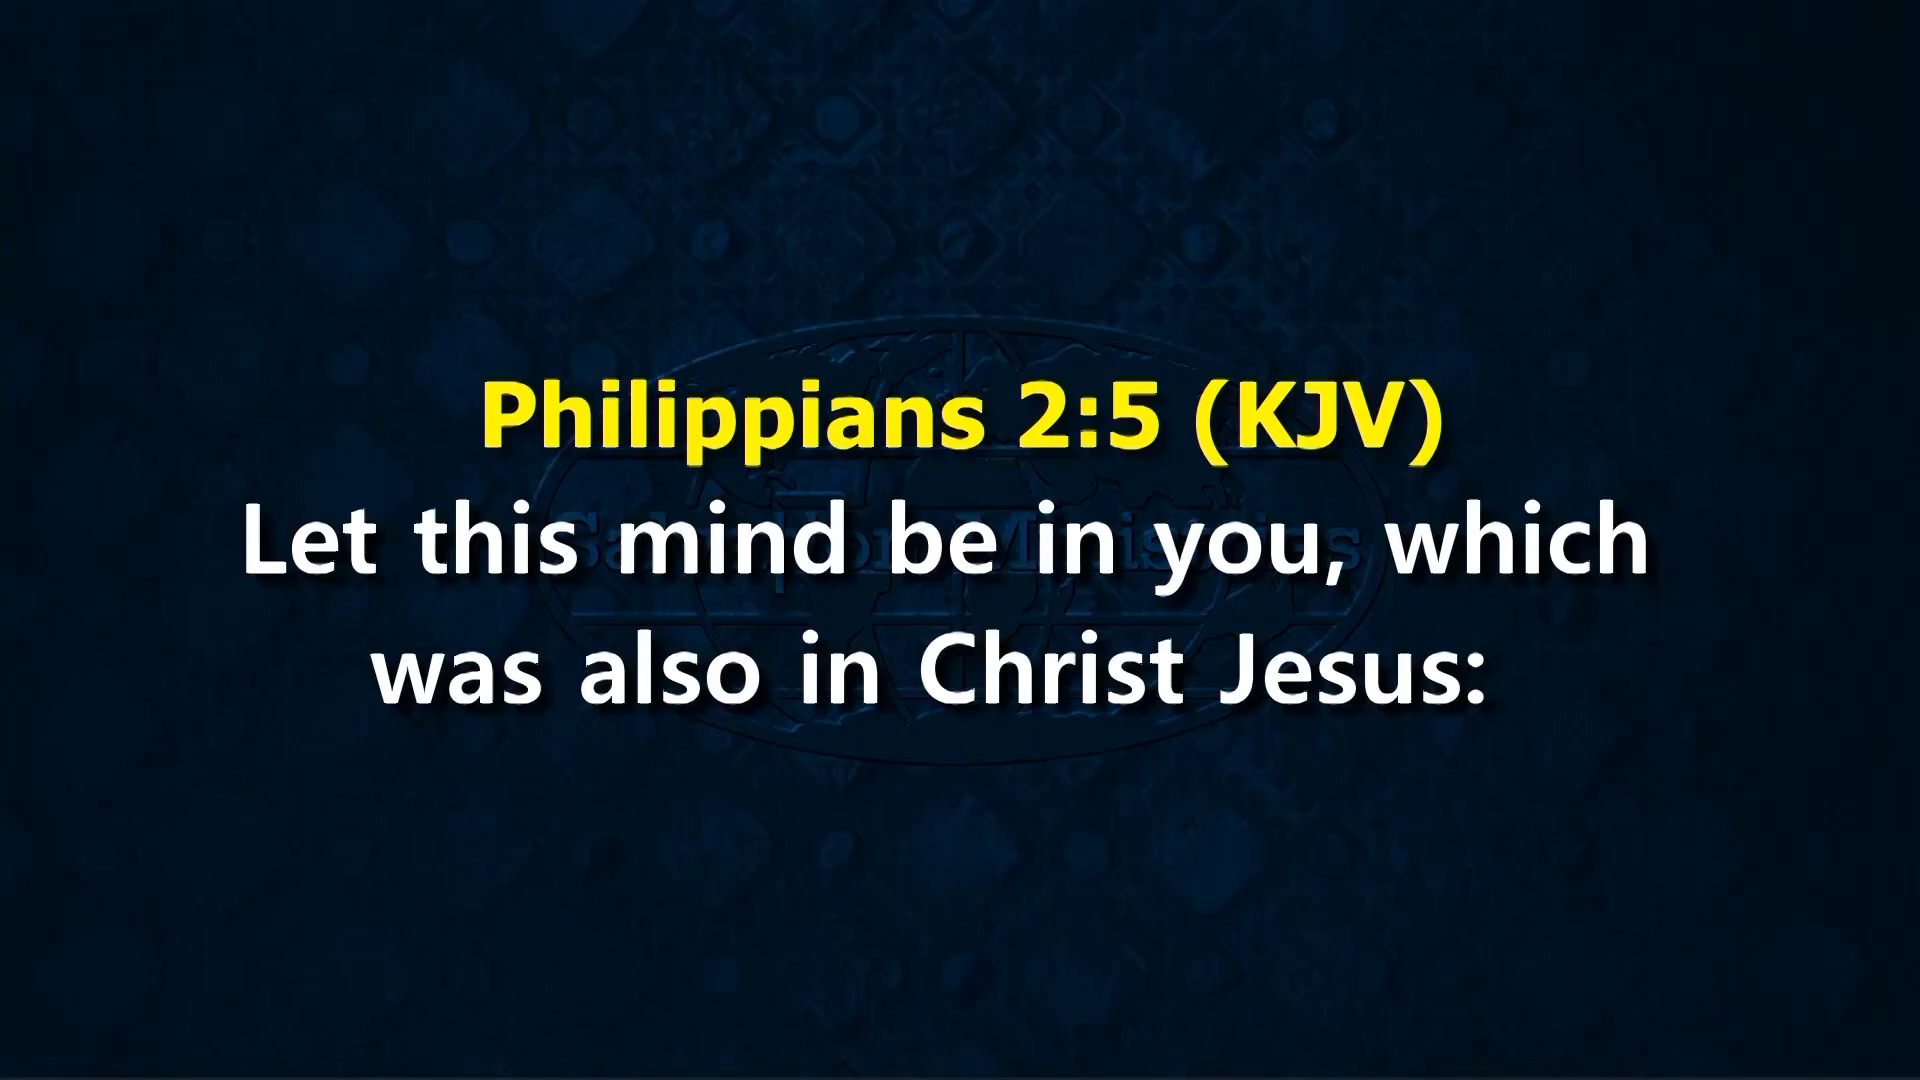 Philippians 2:5 (KJV)
Let this mind be in you, which
was also in Christ Jesus: